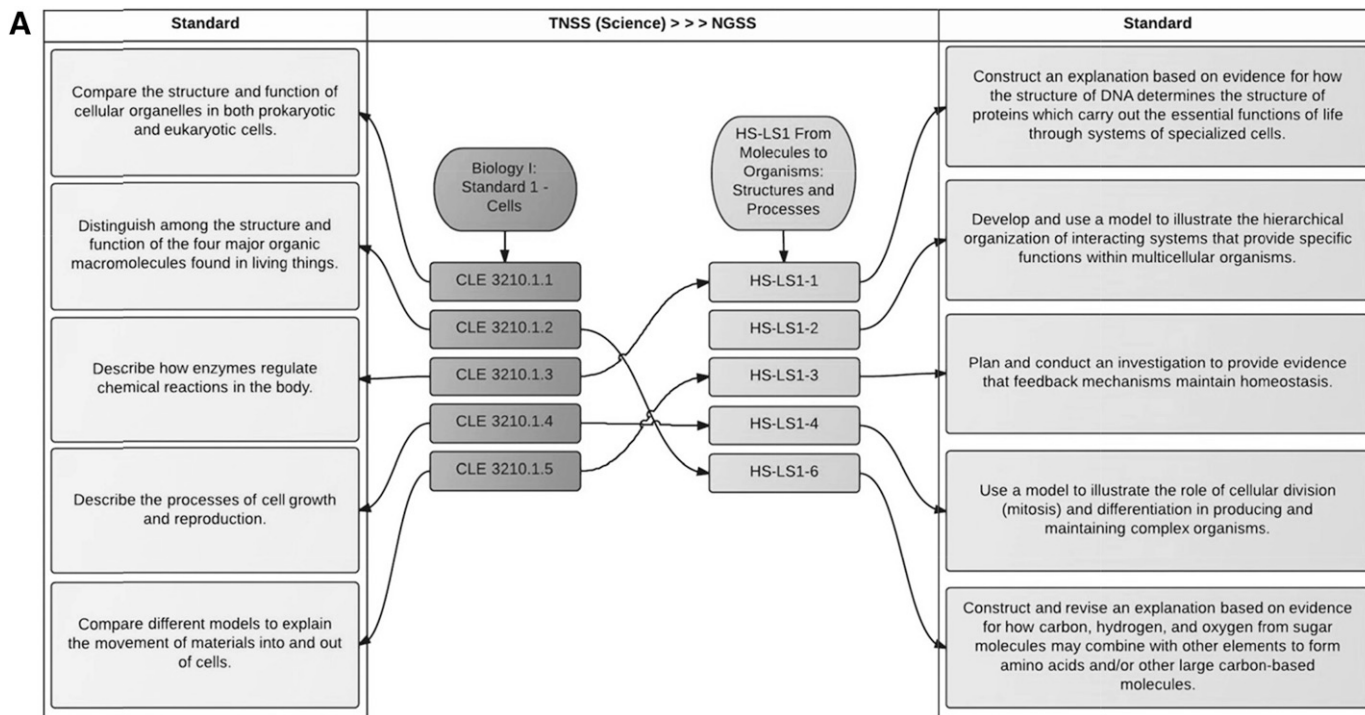 A
Standard
TNSS (Science) > > > NGSS
Standard
Compare the structure and function of
cellular organelles in both prokaryotic
and eukaryotic cells.
Distinguish among the structure and
function of the four major organic
macromolecules found in living things.
Describe how enzymes regulate
chemical reactions in the body.
Describe the processes of cell growth
and reproduction.
Compare different models to explain
the movement of materials into and out
of cells.
Biology I:
Standard 1 -
Cells
CLE 3210.1.1
CLE 3210.1.2
CLE 3210.1.3
CLE 3210.1.4
CLE 3210.1.5
HS-LS1 From
Molecules to
Organisms:
Structures and
Processes
HS-LS1-1
HS-LS1-2
HS-LS1-3
HS-LS1-4
HS-LS1-6
Construct an explanation based on evidence for how
the structure of DNA determines the structure of
proteins which carry out the essential functions of life
through systems of specialized cells.
Develop and use a model to illustrate the hierarchical
organization of interacting systems that provide specific
functions within multicellular organisms.
Plan and conduct an investigation to provide evidence
that feedback mechanisms maintain homeostasis.
Use a model to illustrate the role of cellular division
(mitosis) and differentiation in producing and
maintaining complex organisms.
Construct and revise an explanation based on evidence
for how carbon, hydrogen, and oxygen from sugar
molecules may combine with other elements to form
amino acids and/or other large carbon-based
molecules.